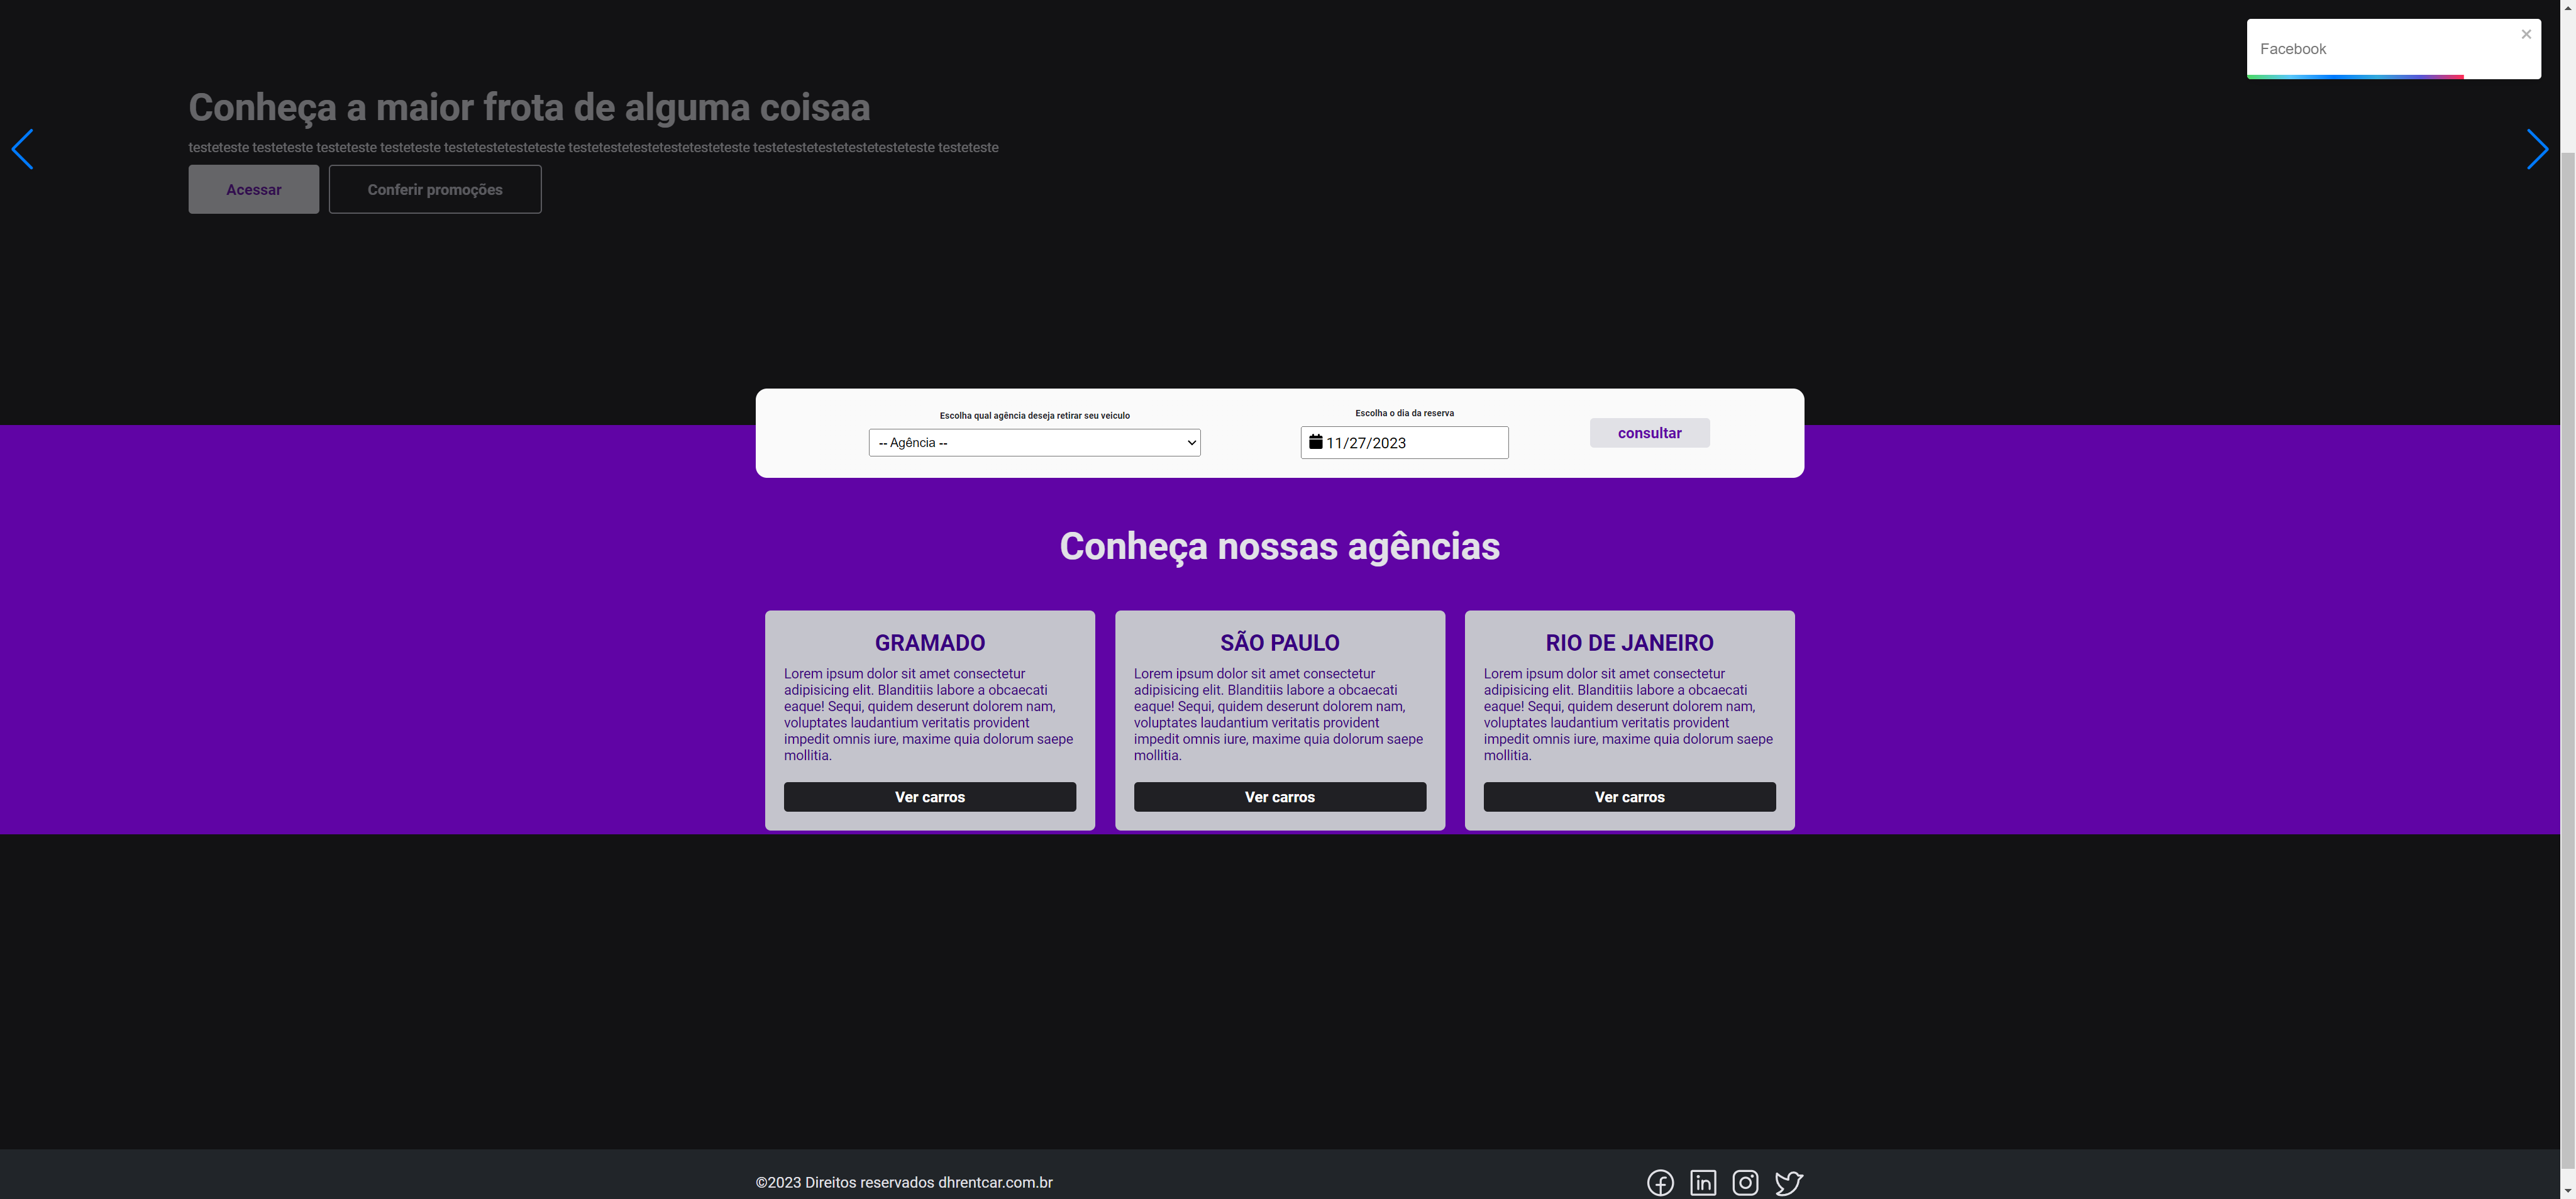 Facebook
Conheça a maior frota de alguma coisaa
testeteste testeteste testeteste testeteste testetestetesteteste testetestetestetestetesteteste testetestetestetestetesteteste testeteste
Acessar
Conferir promoções
Escolha qual agência deseja retirar seu veiculo
-- Agência --
Escolha o dia da reserva
11/27/2023
consultar
Conheça nossas agências
GRAMADO
Lorem ipsum dolor sit amet consectetur
adipisicing elit. Blanditiis labore a obcaecati
eaque! Sequi, quidem deserunt dolorem nam,
voluptates laudantium veritatis provident
impedit omnis iure, maxime quia dolorum saepe
mollitia.
Ver carros
SÃO PAULO
Lorem ipsum dolor sit amet consectetur
adipisicing elit. Blanditiis labore a obcaecati
eaque! Sequi, quidem deserunt dolorem nam,
voluptates laudantium veritatis provident
impedit omnis iure, maxime quia dolorum saepe
mollitia.
Ver carros
RIO DE JANEIRO
Lorem ipsum dolor sit amet consectetur
adipisicing elit. Blanditiis labore a obcaecati
eaque! Sequi, quidem deserunt dolorem nam,
voluptates laudantium veritatis provident
impedit omnis iure, maxime quia dolorum saepe
mollitia.
Ver carros
©2023 Direitos reservados dhrentcar.com.br